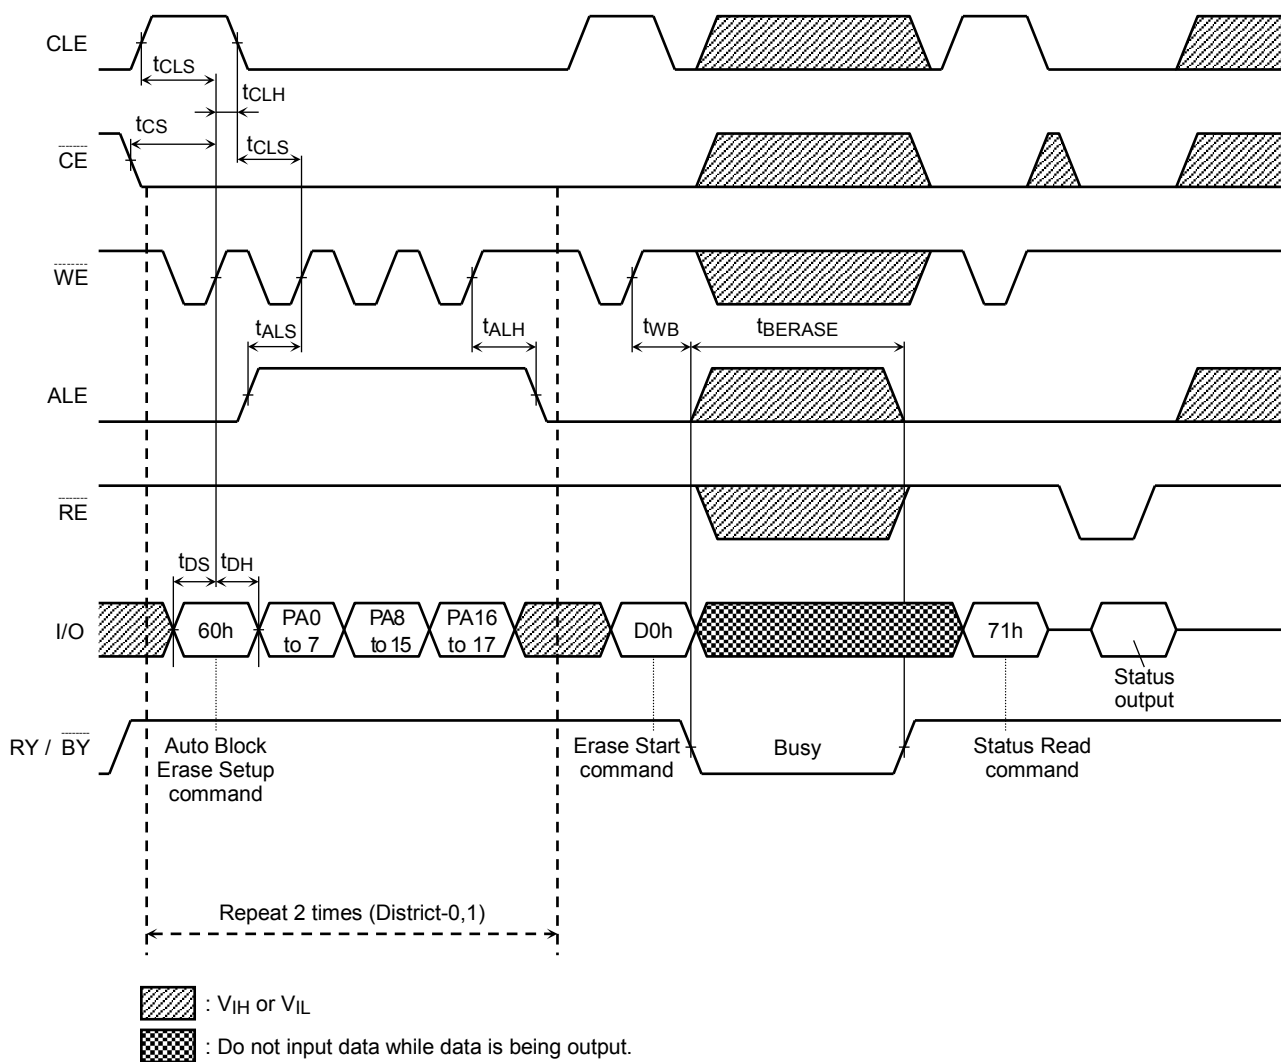 CLE
tCLS
tCLH
tCS
CE
tCLS
WE
tALS
tALH
tWB
tBERASE
ALE
RE
tDS
tDH
I/O
60h
PA0
to 7
PA8
to 15
PA16
to 17
D0h
71h
Status
output
RY / BY
Auto Block
Erase Setup
command
Erase Start
command
Busy
Status Read
command
Repeat 2 times (District-0,1)
: VIH or VIL
: Do not input data while data is being output.